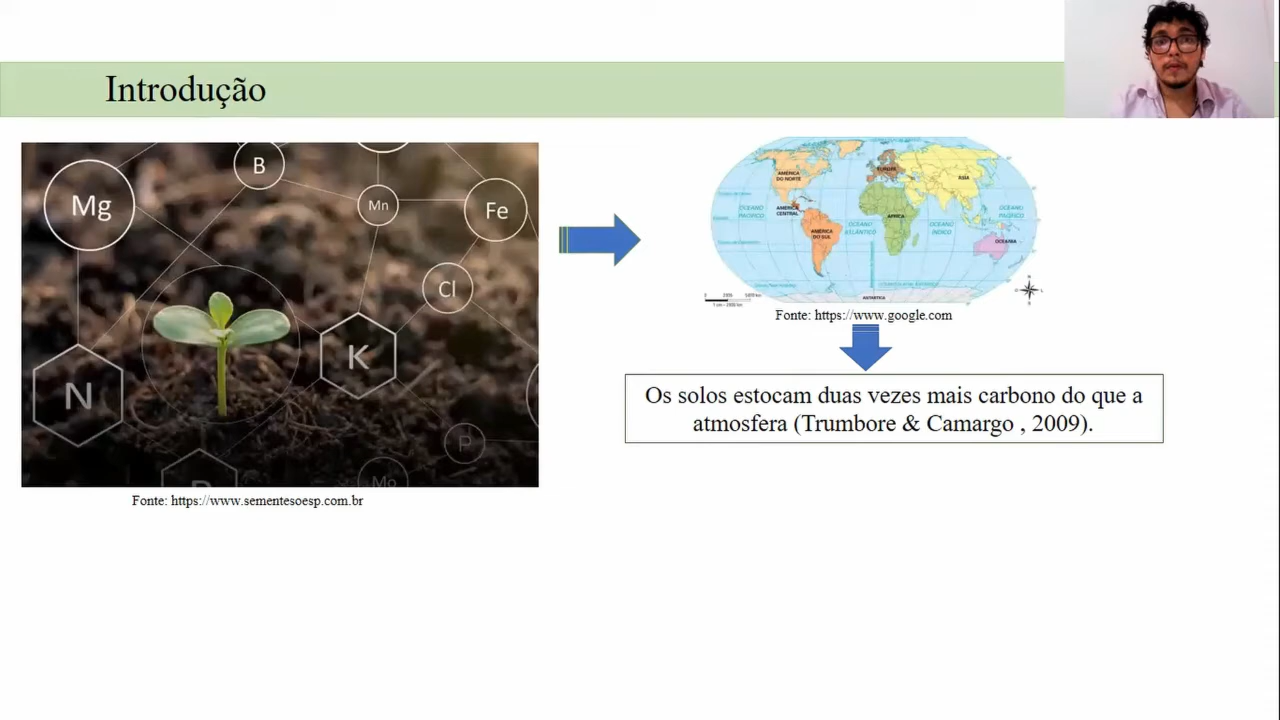 Introdução
B
Mg
Mn
Fe
Cl
K
N
P
Mo
Fonte: https://www.sementesoesp.com.br
AMÉRICA
DO NORTE
EUROPA
ÁSIA
OCEANO
PACÍFICO
AMÉRICA
CENTRAL
ÁFRICA
AMÉRICA
DO SUL
OCEANO
ATLÂNTICO
OCEANO
ÍNDICO
OCEANO
PACÍFICO
OCEANIA
ANTÁRTICA
Fonte: https://www.google.com
Os solos estocam duas vezes mais carbono do que a
atmosfera (Trumbore & Camargo , 2009).